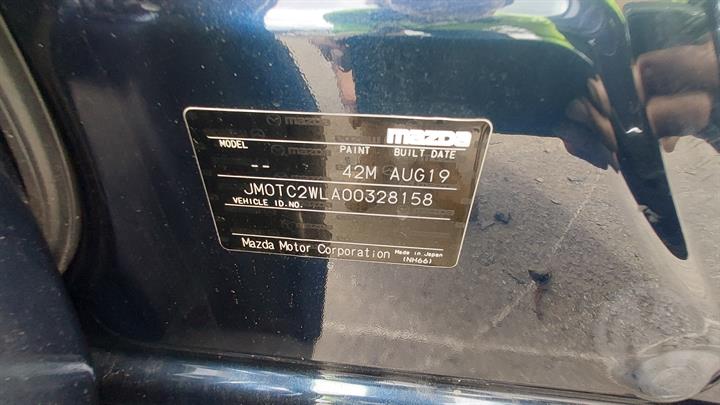 mazda
MODEL PAINT BUILT DATE
-- 42M AUG19
JM0TC2WLA00328158
VEHICLE ID.NO.
Mazda Motor Corporation Made in Japan
(NH66)